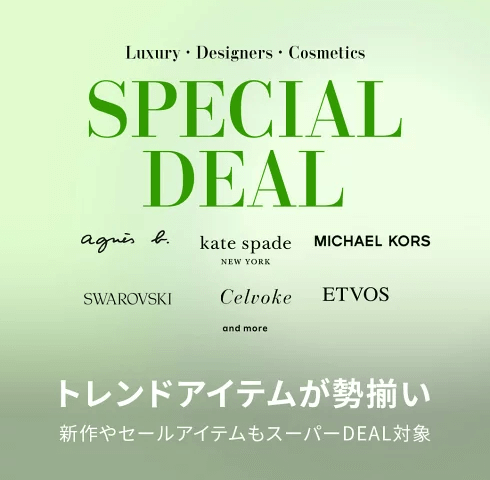 Luxury・Designers・Cosmetics
SPECIAL
DEAL
agnès b. kate spade MICHAEL KORS
NEW YORK
SWAROVSKI Celvoke ETVOS
and more
トレンドアイテムが勢揃い
新作やセールアイテムもスーパーDEAL対象